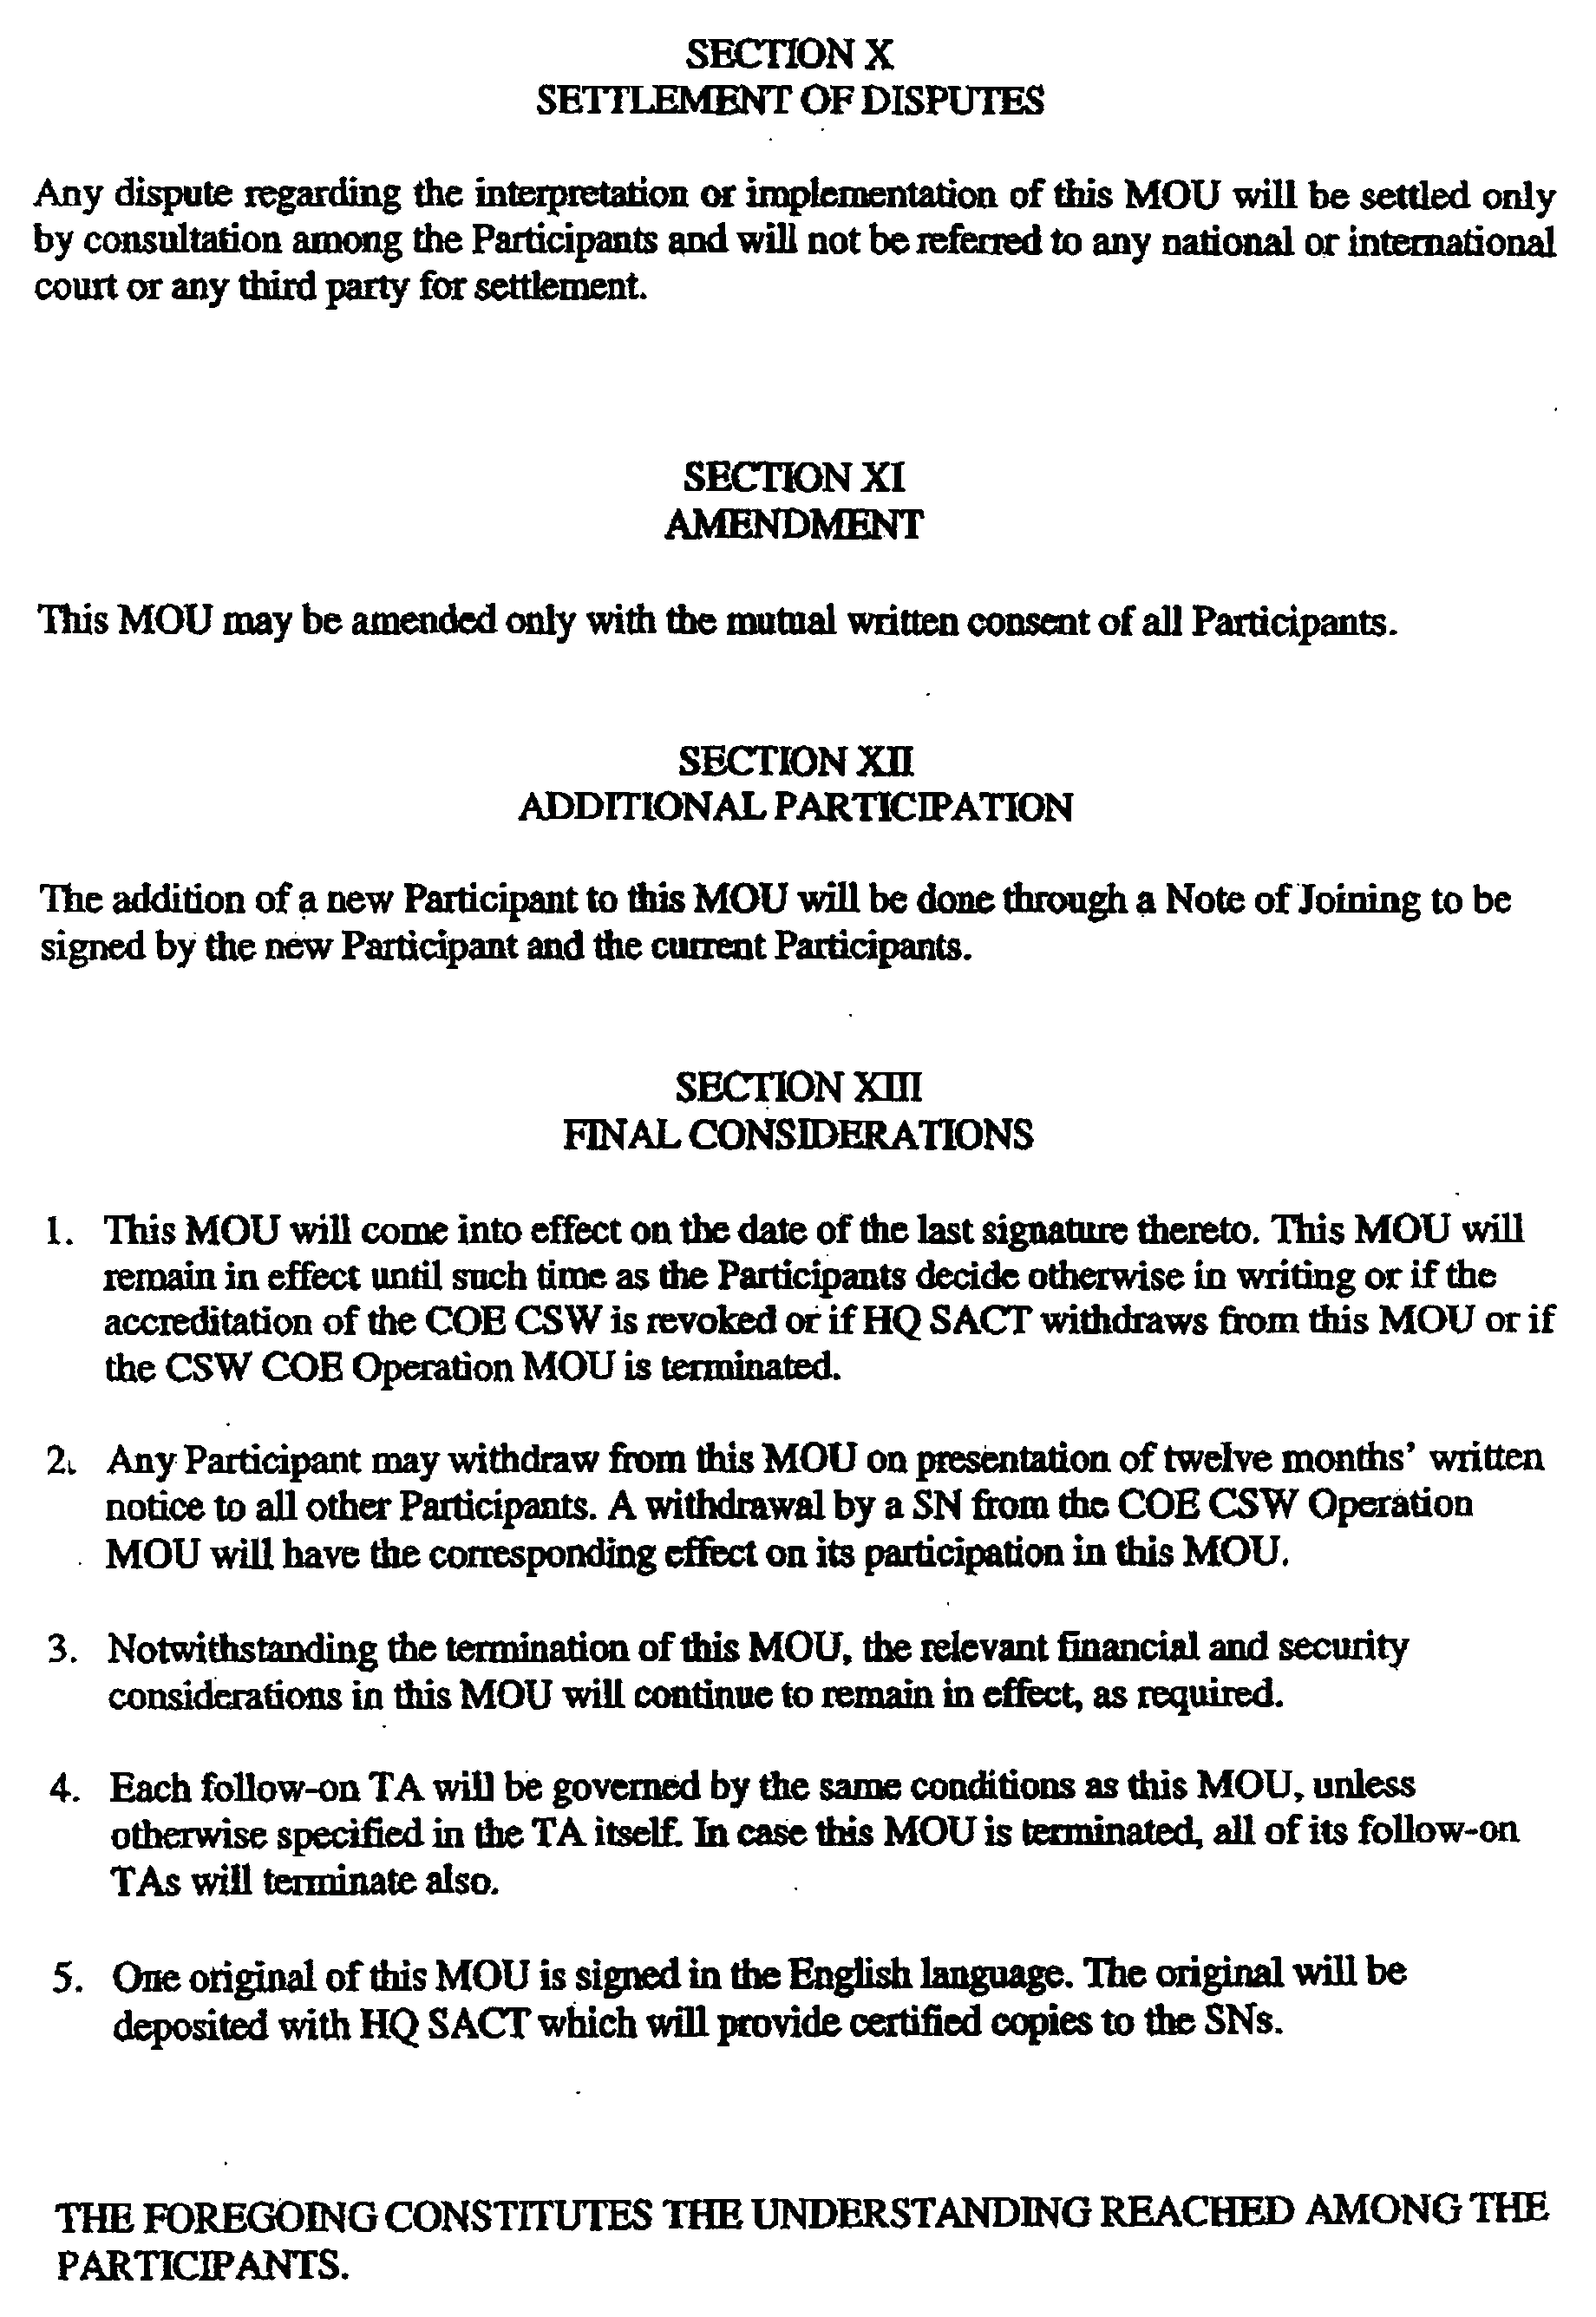 SECTION X
SETTLEMENT OF DISPUTES
Any dispute regarding the interpretation or implementation of this MOU will be settled only
by consultation among the Participants and will not be referred to any national or international
court or any third party for settlement.
SECTION XI
AMENDMENT
This MOU may be amended only with the mutual written consent of all Participants.
SECTION XII
ADDITIONAL PARTICIPATION
The addition of a new Participant to this MOU will be done through a Note of Joining to be
signed by the new Participant and the current Participants.
SECTION XIII
FINAL CONSIDERATIONS
1. This MOU will come into effect on the date of the last signature thereto. This MOU will
remain in effect until such time as the Participants decide otherwise in writing or if the
accreditation of the COE CSW is revoked or if HQ SACT withdraws from this MOU or if
the CSW COE Operation MOU is terminated.
2. Any Participant may withdraw from this MOU on presentation of twelve months' written
notice to all other Participants. A withdrawal by a SN from the COE CSW Operation
MOU will have the corresponding effect on its participation in this MOU.
3. Notwithstanding the termination of this MOU, the relevant financial and security
considerations in this MOU will continue to remain in effect, as required.
4. Each follow-on TA will be governed by the same conditions as this MOU, unless
otherwise specified in the TA itself. In case this MOU is terminated, all of its follow-on
TAs will terminate also.
5. One original of this MOU is signed in the English language. The original will be
deposited with HQ SACT which will provide certified copies to the SNs.
THE FOREGOING CONSTITUTES THE UNDERSTANDING REACHED AMONG THE
PARTICIPANTS.